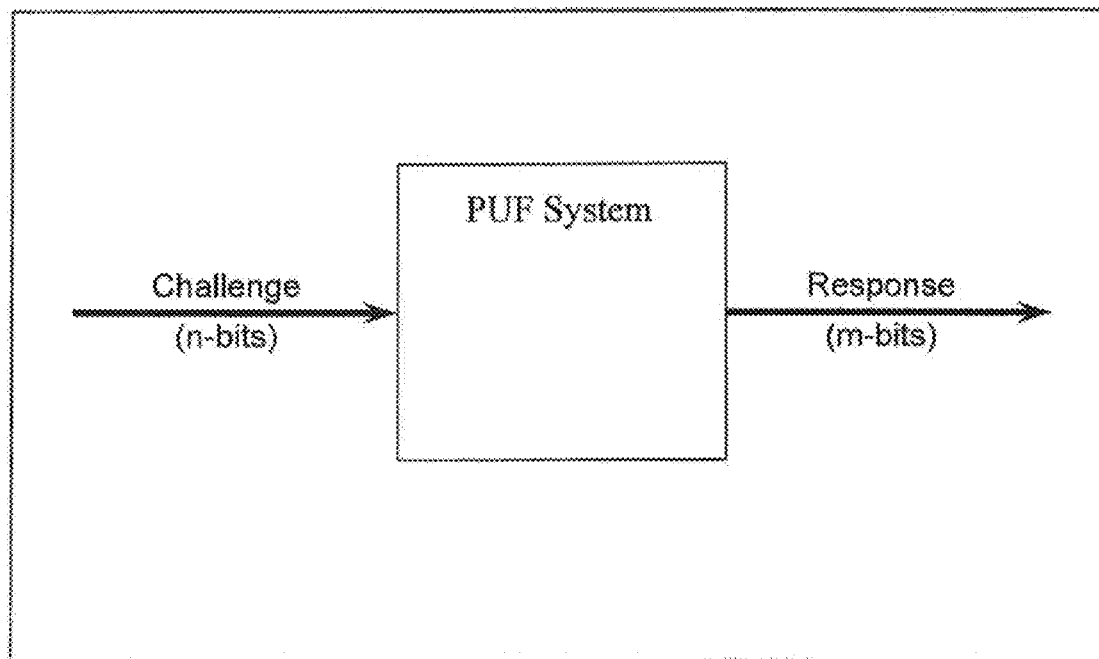 PUF System
Challenge
(n-bits)
Response
(m-bits)